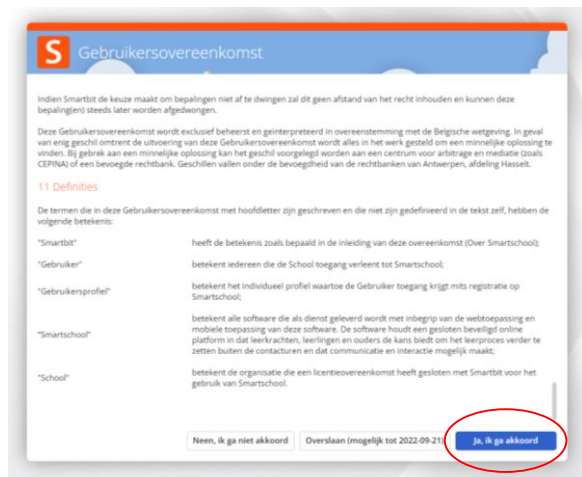 S Gebruikersovereenkomst
Indien Smartbit de keuze maakt om bepalingen niet af te dwingen zal dit geen afstand van het recht inhouden en kunnen deze
bepaling(en) steeds later worden afgedwongen.
Deze Gebruikersovereenkomst wordt exclusief beheerst en geïnterpreteerd in overeenstemming met de Belgische wetgeving. In geval
van enig geschil omtrent de uitvoering van deze Gebruikersovereenkomst wordt alles in het werk gesteld om een minnelijke oplossing te
vinden. Bij gebrek aan een minnelijke oplossing kan het geschil voorgelegd worden aan een centrum voor arbitrage en mediatie (zoals
CEPINA) of een bevoegde rechtbank. Geschillen vallen onder de bevoegdheid van de rechtbanken van Antwerpen, afdeling Hasselt.
11 Definities
De termen die in deze Gebruikersovereenkomst met hoofdletter zijn geschreven en die niet zijn gedefinieerd in de tekst zelf, hebben de
volgende betekenis:
"Smartbit" heeft de betekenis zoals bepaald in de inleiding van deze overeenkomst (Over Smartschool);
"Gebruiker" betekent iedereen die de School toegang verleent tot Smartschool;
"Gebruikersprofiel" betekent het individueel profiel waartoe de Gebruiker toegang krijgt mits registratie op
Smartschool;
betekent alle software die als dienst geleverd wordt met inbegrip van de webtoepassing en
mobiele toepassing van deze software. De software houdt een gesloten beveiligd online
"Smartschool" platform in dat leerkrachten, leerlingen en ouders de kans biedt om het leerproces verder te
zetten buiten de contacturen en dat communicatie en interactie mogelijk maakt;
"School" betekent de organisatie die een licentieovereenkomst heeft gesloten met Smartbit voor het
gebruik van Smartschool.
Neen, ik ga niet akkoord Overslaan (mogelijk tot 2022-09-21) Ja, ik ga akkoord